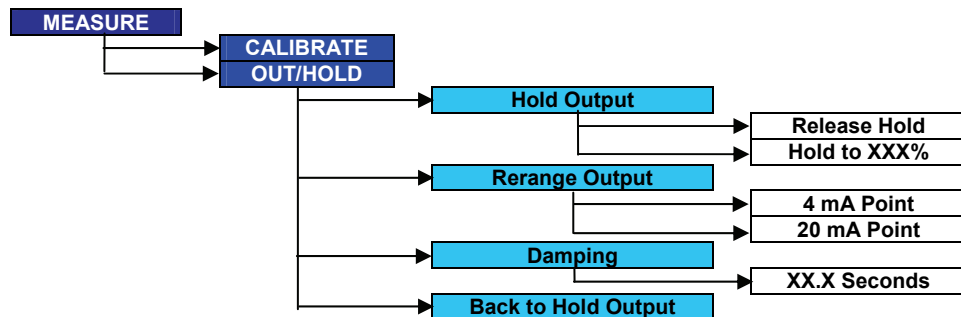 MEASURE
CALIBRATE
OUT/HOLD
Hold Output
Release Hold
Hold to XXX%
Rerange Output
4 mA Point
20 mA Point
Damping
XX.X Seconds
Back to Hold Output